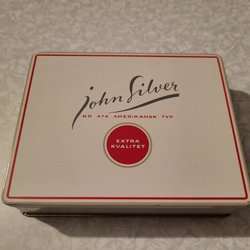 John Silver
NR 474 AMERIKANSK TYP
EXTRA
KVALITET